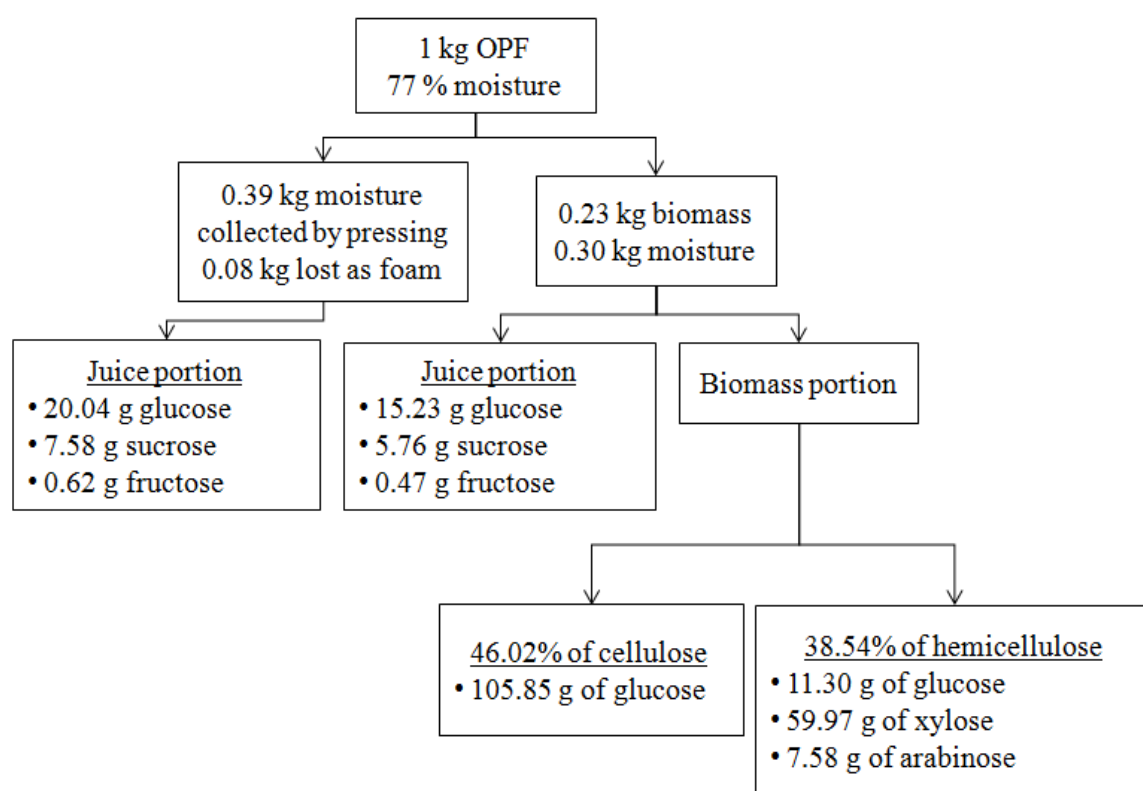 1 kg OPF
77 % moisture
0.39 kg moisture
collected by pressing
0.08 kg lost as foam
0.23 kg biomass
0.30 kg moisture
Juice portion
• 20.04 g glucose
• 7.58 g sucrose
• 0.62 g fructose
Juice portion
• 15.23 g glucose
• 5.76 g sucrose
• 0.47 g fructose
Biomass portion
46.02% of cellulose
• 105.85 g of glucose
38.54% of hemicellulose
• 11.30 g of glucose
• 59.97 g of xylose
• 7.58 g of arabinose